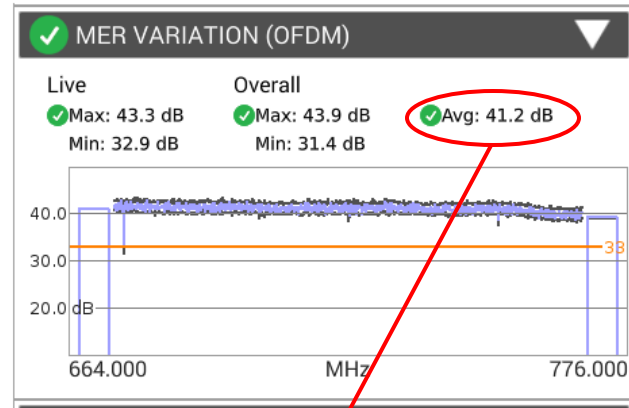 MER VARIATION (OFDM)
Live Overall
Max: 43.3 dB Max: 43.9 dB Avg: 41.2 dB
Min: 32.9 dB Min: 31.4 dB
40.0
33
30.0
20.0 dB
664.000 MHz 776.000